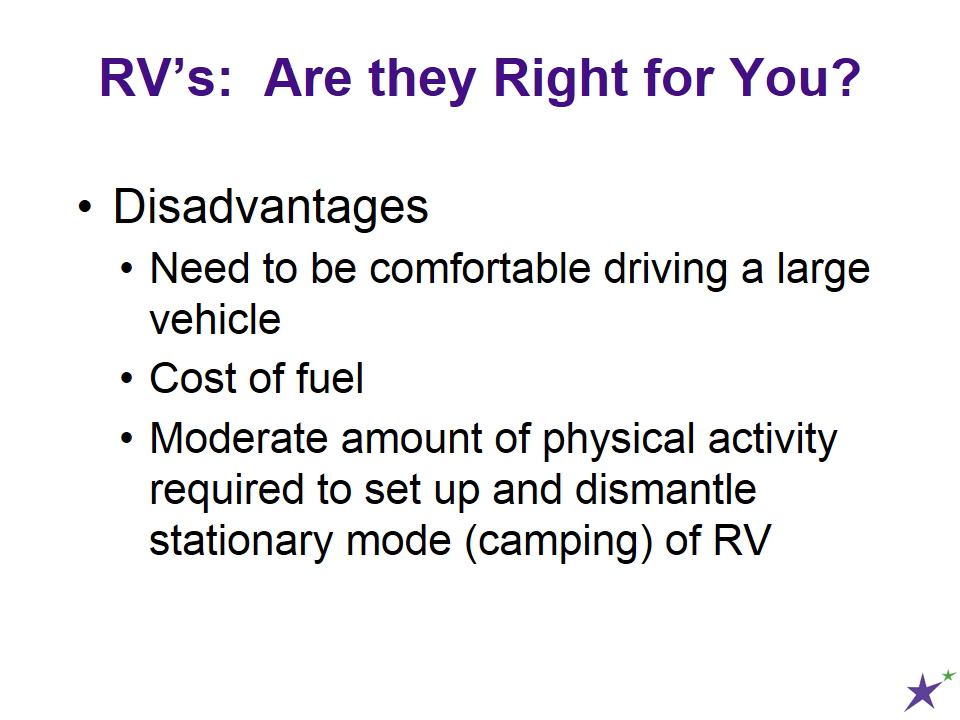 RV’s:  Are they Right for You?
• Disadvantages
• Need to be comfortable driving a large
vehicle
• Cost of fuel
• Moderate amount of physical activity
required to set up and dismantle
stationary mode (camping) of RV